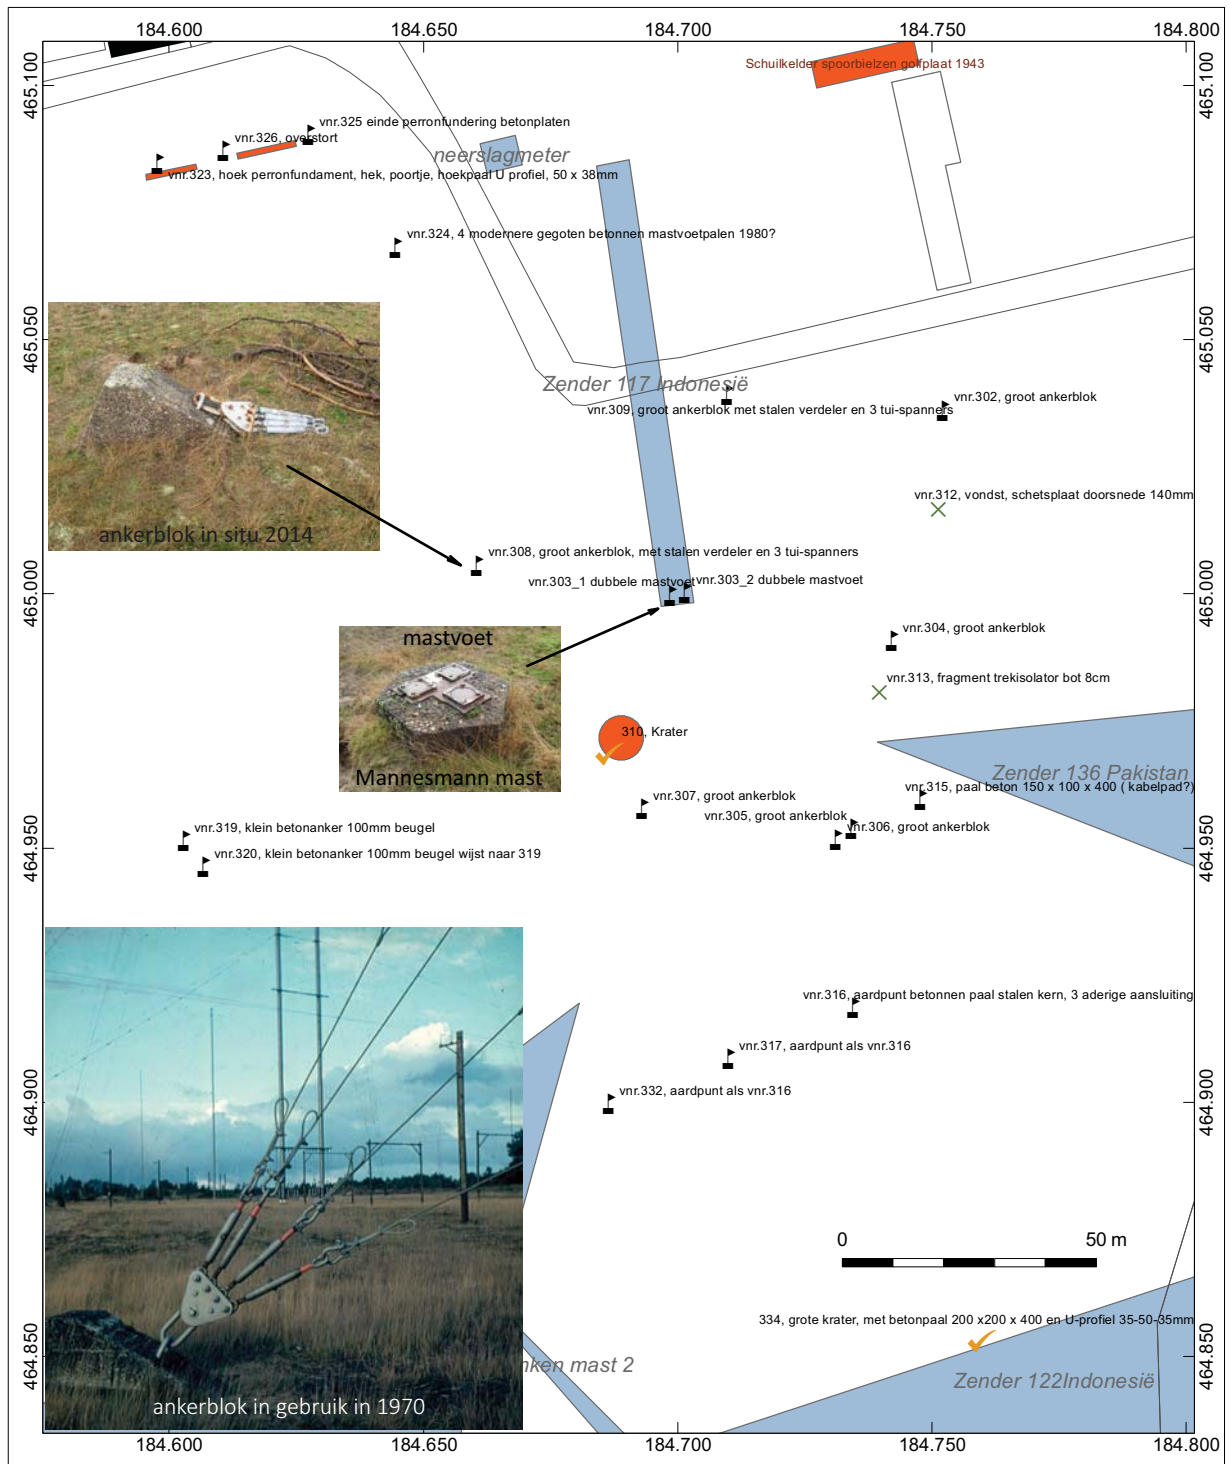 184.600 184.650 184.700 184.750 184.800
465.100
465.100
Schuilkelder spoorbielzen golfplaat 1943
vnr.325 einde perronfundering betonplaten
vnr.326, overstort
neerslagmeter
vnr.323, hoek perronfundament, hek, poortje, hoekpaal U profiel, 50 x 38mm
vnr.324, 4 modernere gegoten betonnen mastvoetpalen 1980?
465.050
465.050
Zender 117 Indonesië
vnr.309, groot ankerblok met stalen verdeler en 3 tui-spanners
vnr.302, groot ankerblok
vnr.312, vondst, schetsplaat doorsnede 140mm
ankerblok in situ 2014
vnr.308, groot ankerblok, met stalen verdeler en 3 tui-spanners
465.000
465.000
vnr.303_1 dubbele mastvoet
vnr.303_2 dubbele mastvoet
mastvoet
vnr.304, groot ankerblok
vnr.313, fragment trekisolator bot 8cm
310, Krater
Mannesmann mast
Zender 136 Pakistan
vnr.315, paal beton 150 x 100 x 400 ( kabelpad?)
vnr.307, groot ankerblok
vnr.305, groot ankerblok
vnr.306, groot ankerblok
vnr.319, klein betonanker 100mm beugel
464.950
464.950
vnr.320, klein betonanker 100mm beugel wijst naar 319
vnr.316, aardpunt betonnen paal stalen kern, 3 aderige aansluiting
vnr.317, aardpunt als vnr.316
464.900
464.900
vnr.332, aardpunt als vnr.316
0 50 m
334, grote krater, met betonpaal 200 x200 x 400 en U-profiel 35-50-35mm
464.850
464.850
nken mast 2
Zender 122Indonesië
ankerblok in gebruik in 1970
184.600 184.650 184.700 184.750 184.800